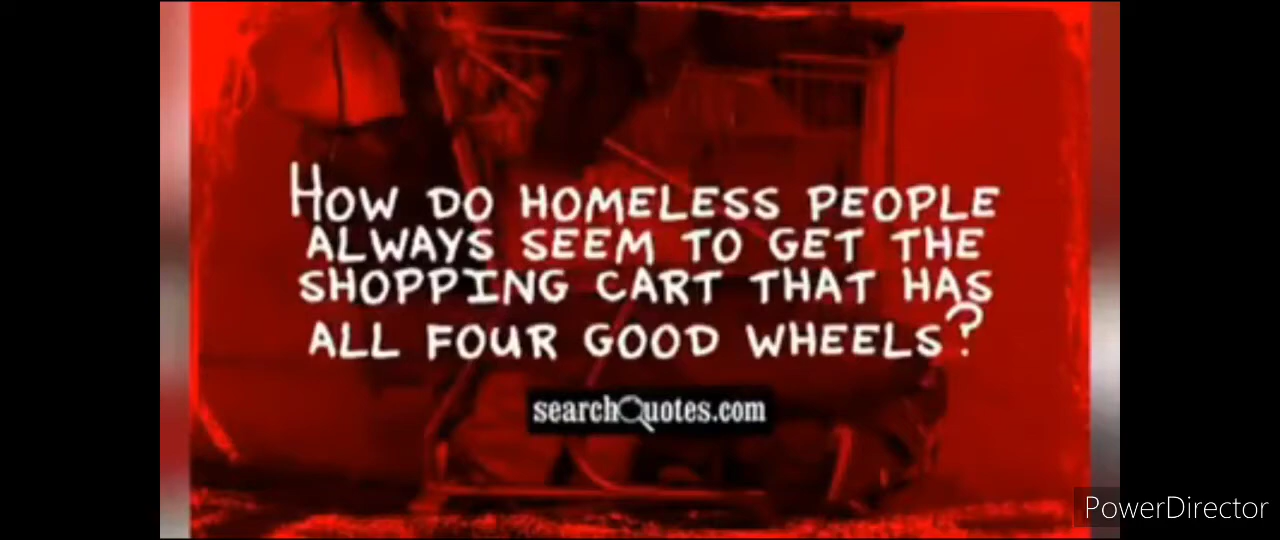 HOW DO HOMELESS PEOPLE
ALWAYS SEEM TO GET THE
SHOPPING CART THAT HAS
ALL FOUR GOOD WHEELS?
searchQuotes.com
PowerDirector